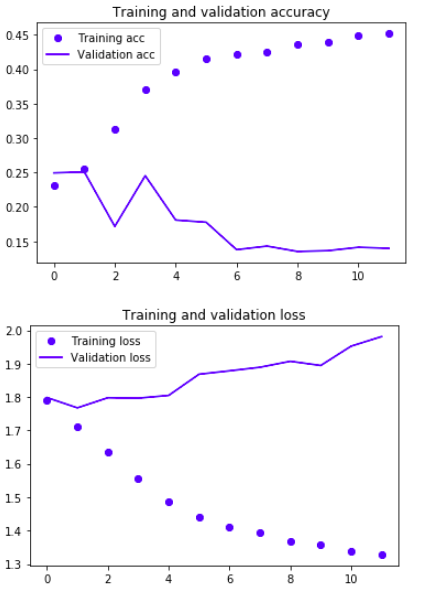 Training and validation accuracy
Training acc
Validation acc
0.45
0.40
0.35
0.30
0.25
0.20
0.15
0 2 4 6 8 10
Training and validation loss
Training loss
Validation loss
2.0
1.9
1.8
1.7
1.6
1.5
1.4
1.3
0 2 4 6 8 10